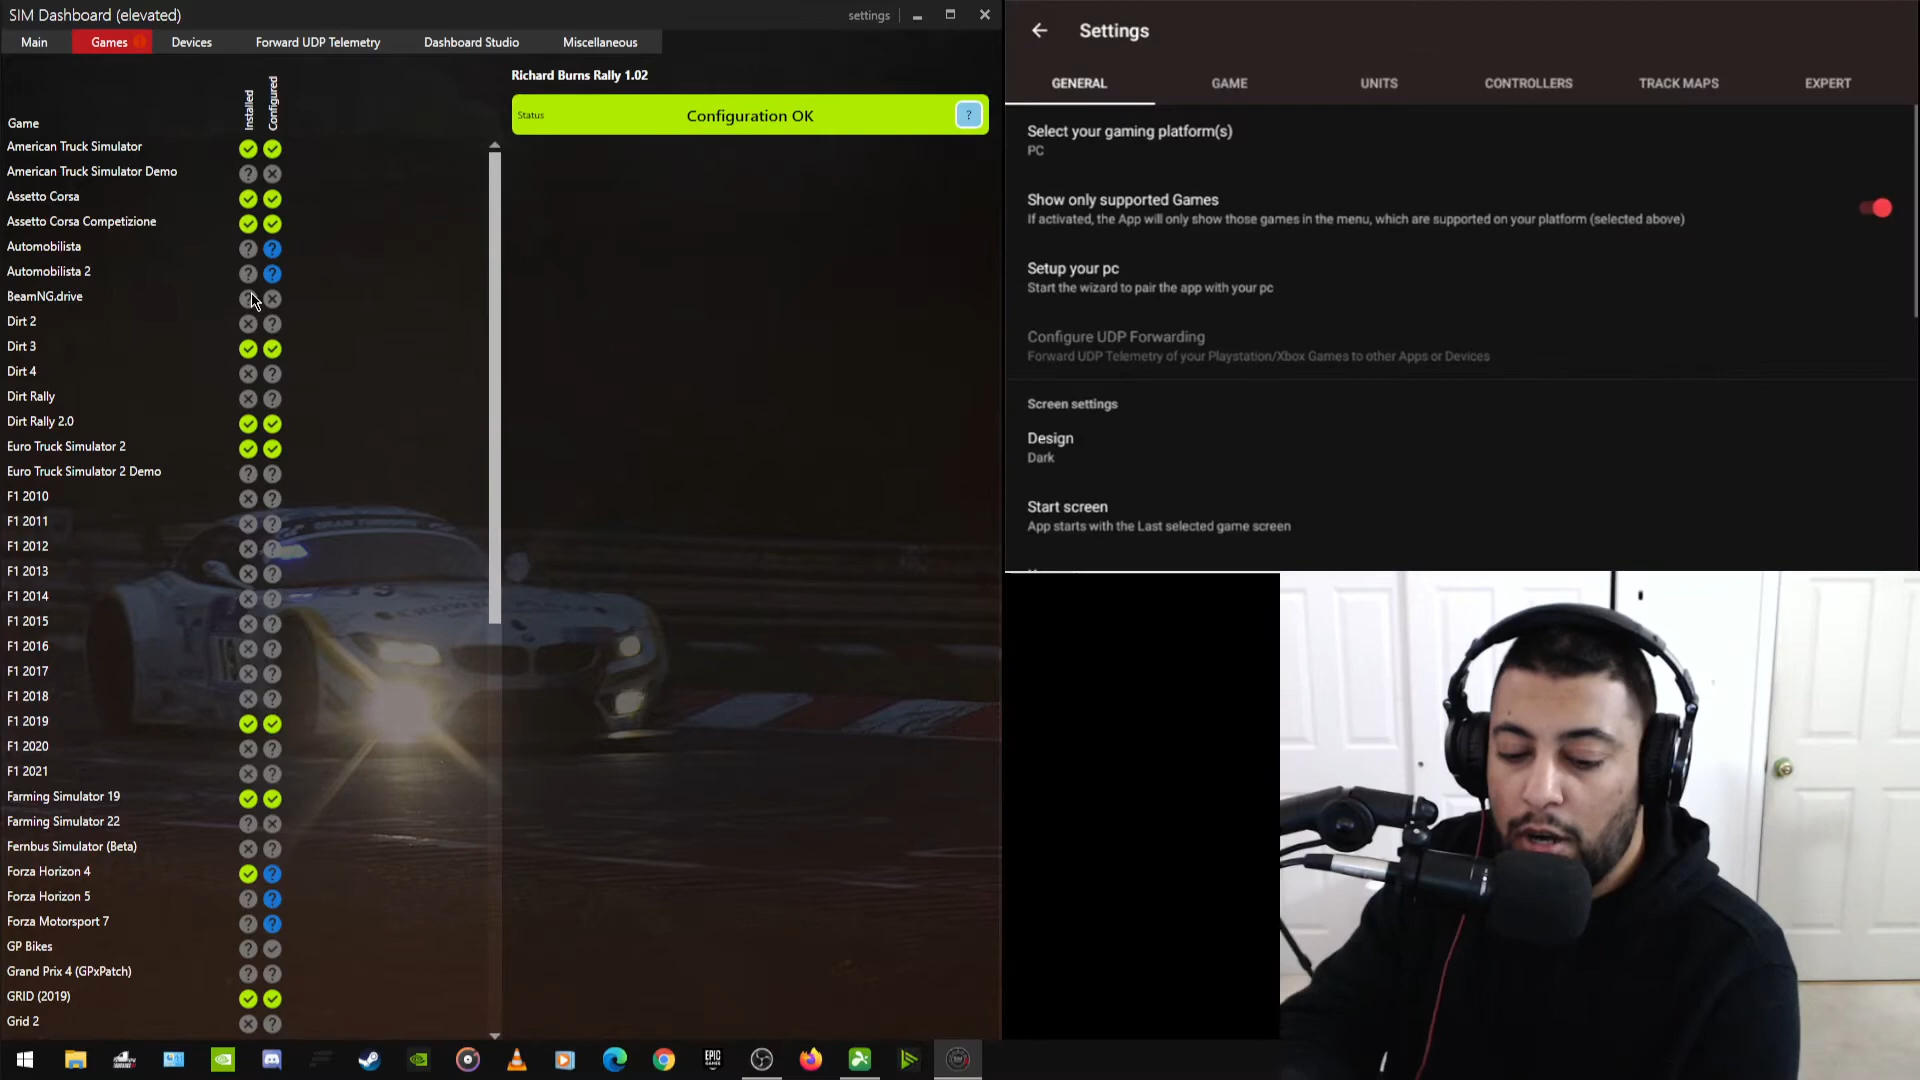 SIM Dashboard (elevated)
settings
Main
Games
Devices
Forward UDP Telemetry
Dashboard Studio
Miscellaneous
Game
Installed
Configured
American Truck Simulator
American Truck Simulator Demo
Assetto Corsa
Assetto Corsa Competizione
Automobilista
Automobilista 2
BeamNG.drive
Dirt 2
Dirt 3
Dirt 4
Dirt Rally
Dirt Rally 2.0
Euro Truck Simulator 2
Euro Truck Simulator 2 Demo
F1 2010
F1 2011
F1 2012
F1 2013
F1 2014
F1 2015
F1 2016
F1 2017
F1 2018
F1 2019
F1 2020
F1 2021
Farming Simulator 19
Farming Simulator 22
Fernbus Simulator (Beta)
Forza Horizon 4
Forza Horizon 5
Forza Motorsport 7
GP Bikes
Grand Prix 4 (GPxPatch)
GRID (2019)
Grid 2
Richard Burns Rally 1.02
Status
Configuration OK
?
Settings
GENERAL
GAME
UNITS
CONTROLLERS
TRACK MAPS
EXPERT
Select your gaming platform(s)
PC
Show only supported Games
If activated, the App will only show those games in the menu, which are supported on your platform (selected above)
Setup your pc
Start the wizard to pair the app with your pc
Configure UDP Forwarding
Forward UDP Telemetry of your Playstation/Xbox Games to other Apps or Devices
Screen settings
Design
Dark
Start screen
App starts with the Last selected game screen
EPIC
GAMES